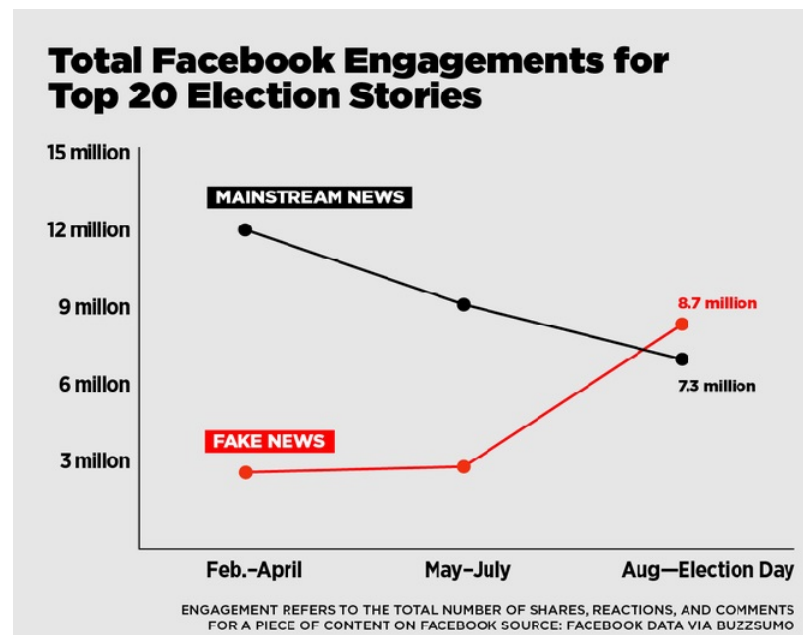 Total Facebook Engagements for
Top 20 Election Stories
15 million
MAINSTREAM NEWS
12 million
9 millon
8.7 million
6 million
7.3 million
FAKE NEWS
3 millon
Feb.–April
May–July
Aug—Election Day
ENGAGEMENT REFERS TO THE TOTAL NUMBER OF SHARES, REACTIONS, AND COMMENTS
FOR A PIECE OF CONTENT ON FACEBOOK SOURCE: FACEBOOK DATA VIA BUZZSUMO